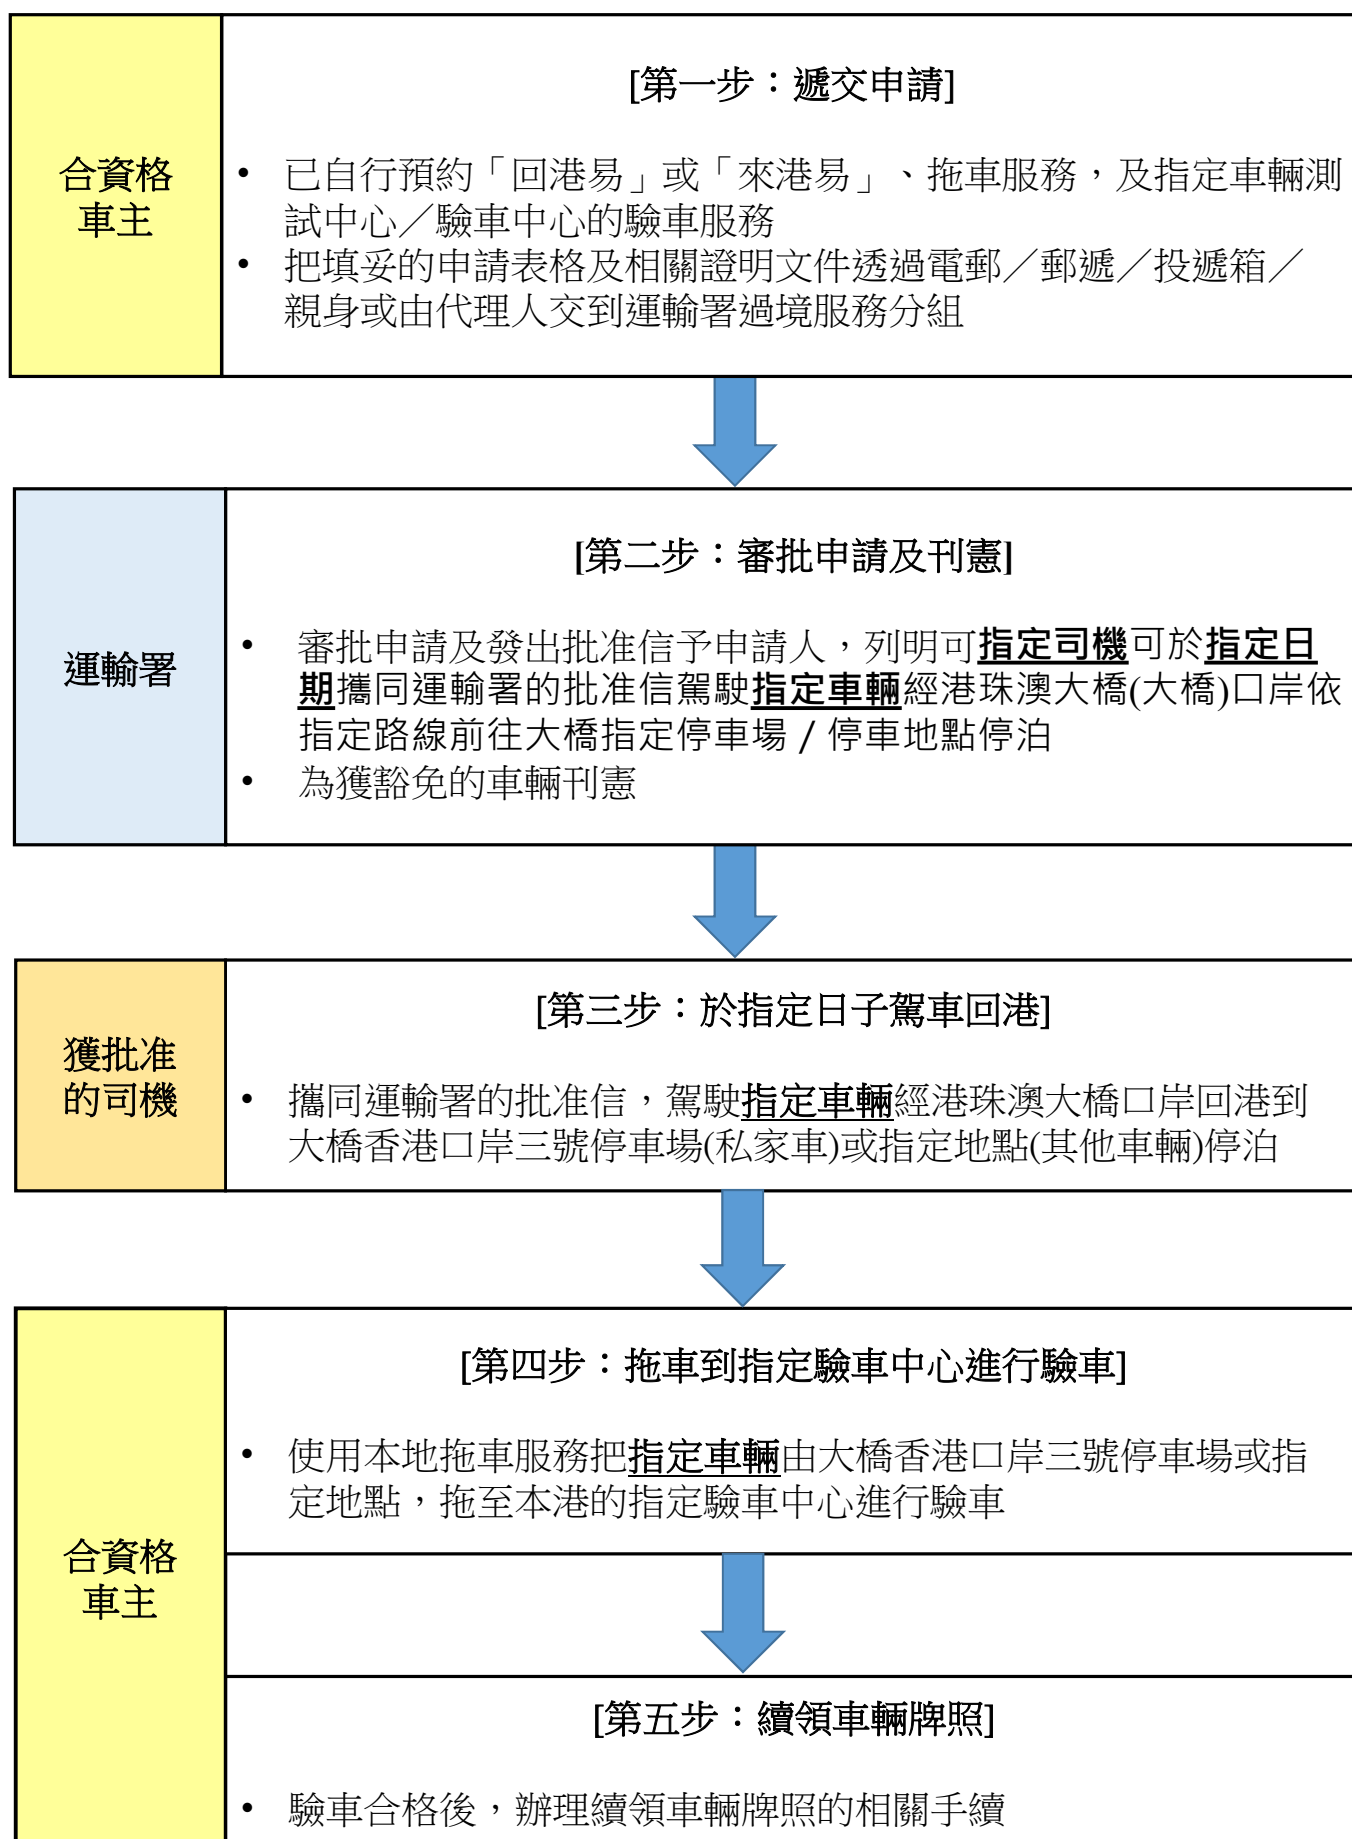 [第一步：遞交申請]
合資格
車主
• 已自行預約「回港易」或「來港易」、拖車服務，及指定車輛測
試中心／驗車中心的驗車服務
• 把填妥的申請表格及相關證明文件透過電郵／郵遞／投遞箱／
親身或由代理人交到運輸署過境服務分組
[第二步：審批申請及刊憲]
運輸署
• 審批申請及發出批准信予申請人，列明可指定司機可於指定日
期攜同運輸署的批准信駕駛指定車輛經港珠澳大橋(大橋)口岸依
指定路線前往大橋指定停車場 / 停車地點停泊
• 為獲豁免的車輛刊憲
[第三步：於指定日子駕車回港]
獲批准
的司機
• 攜同運輸署的批准信，駕駛指定車輛經港珠澳大橋口岸回港到
大橋香港口岸三號停車場(私家車)或指定地點(其他車輛)停泊
[第四步：拖車到指定驗車中心進行驗車]
• 使用本地拖車服務把指定車輛由大橋香港口岸三號停車場或指
定地點，拖至本港的指定驗車中心進行驗車
合資格
車主
[第五步：續領車輛牌照]
• 驗車合格後，辦理續領車輛牌照的相關手續